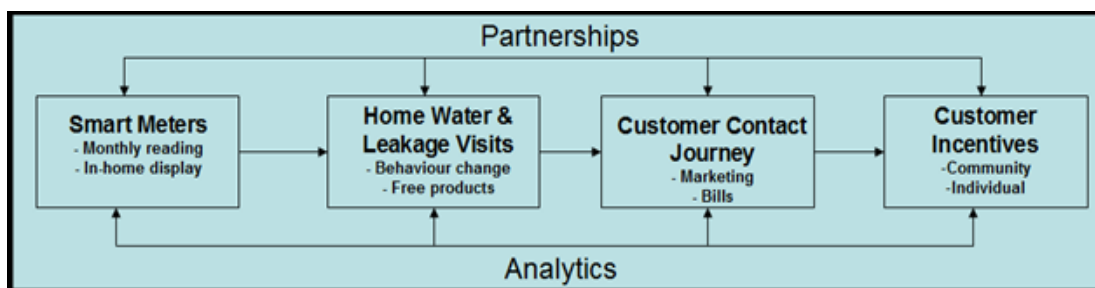 Partnerships
Smart Meters
- Monthly reading
- In-home display
Home Water &
Leakage Visits
- Behaviour change
- Free products
Customer Contact
Journey
- Marketing
- Bills
Customer
Incentives
-Community
-Individual
Analytics